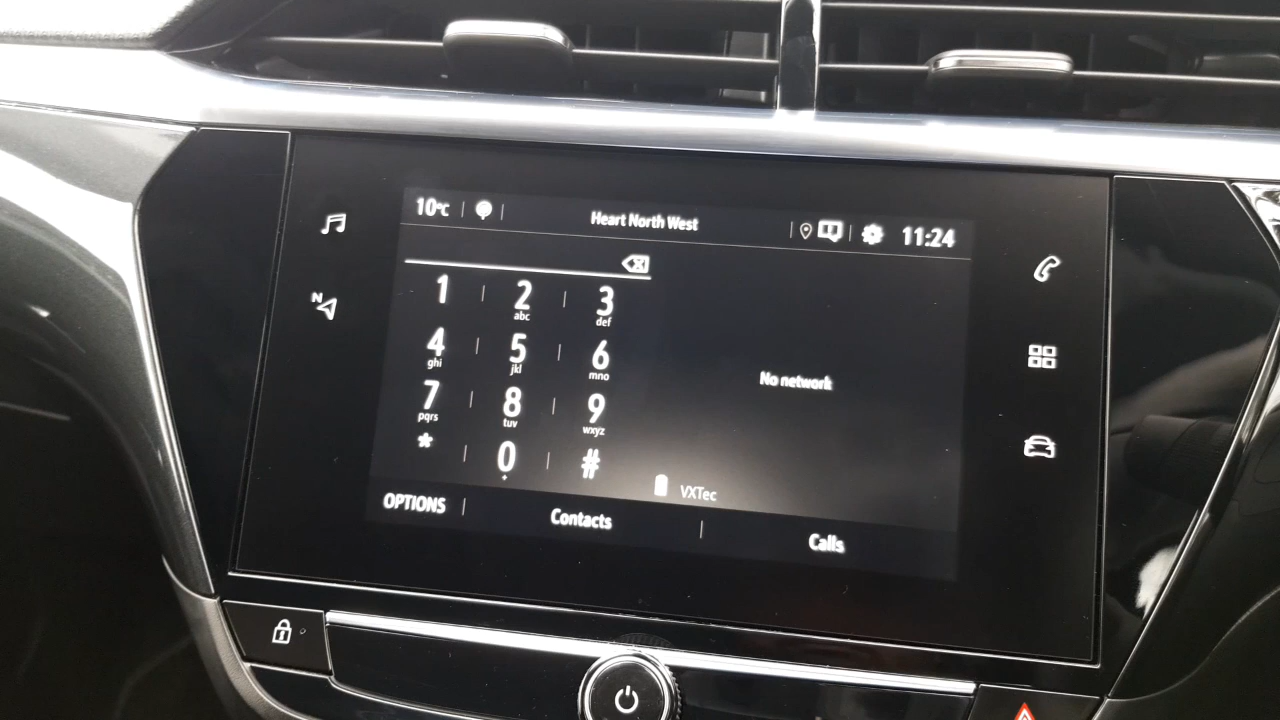 10°C Heart North West 11:24
N
1 2 3
abc def
4 5 6
ghi jkl mno
No network
7 8 9
pqrs tuv wxyz
* 0 #
+
VXTec
OPTIONS Contacts Calls